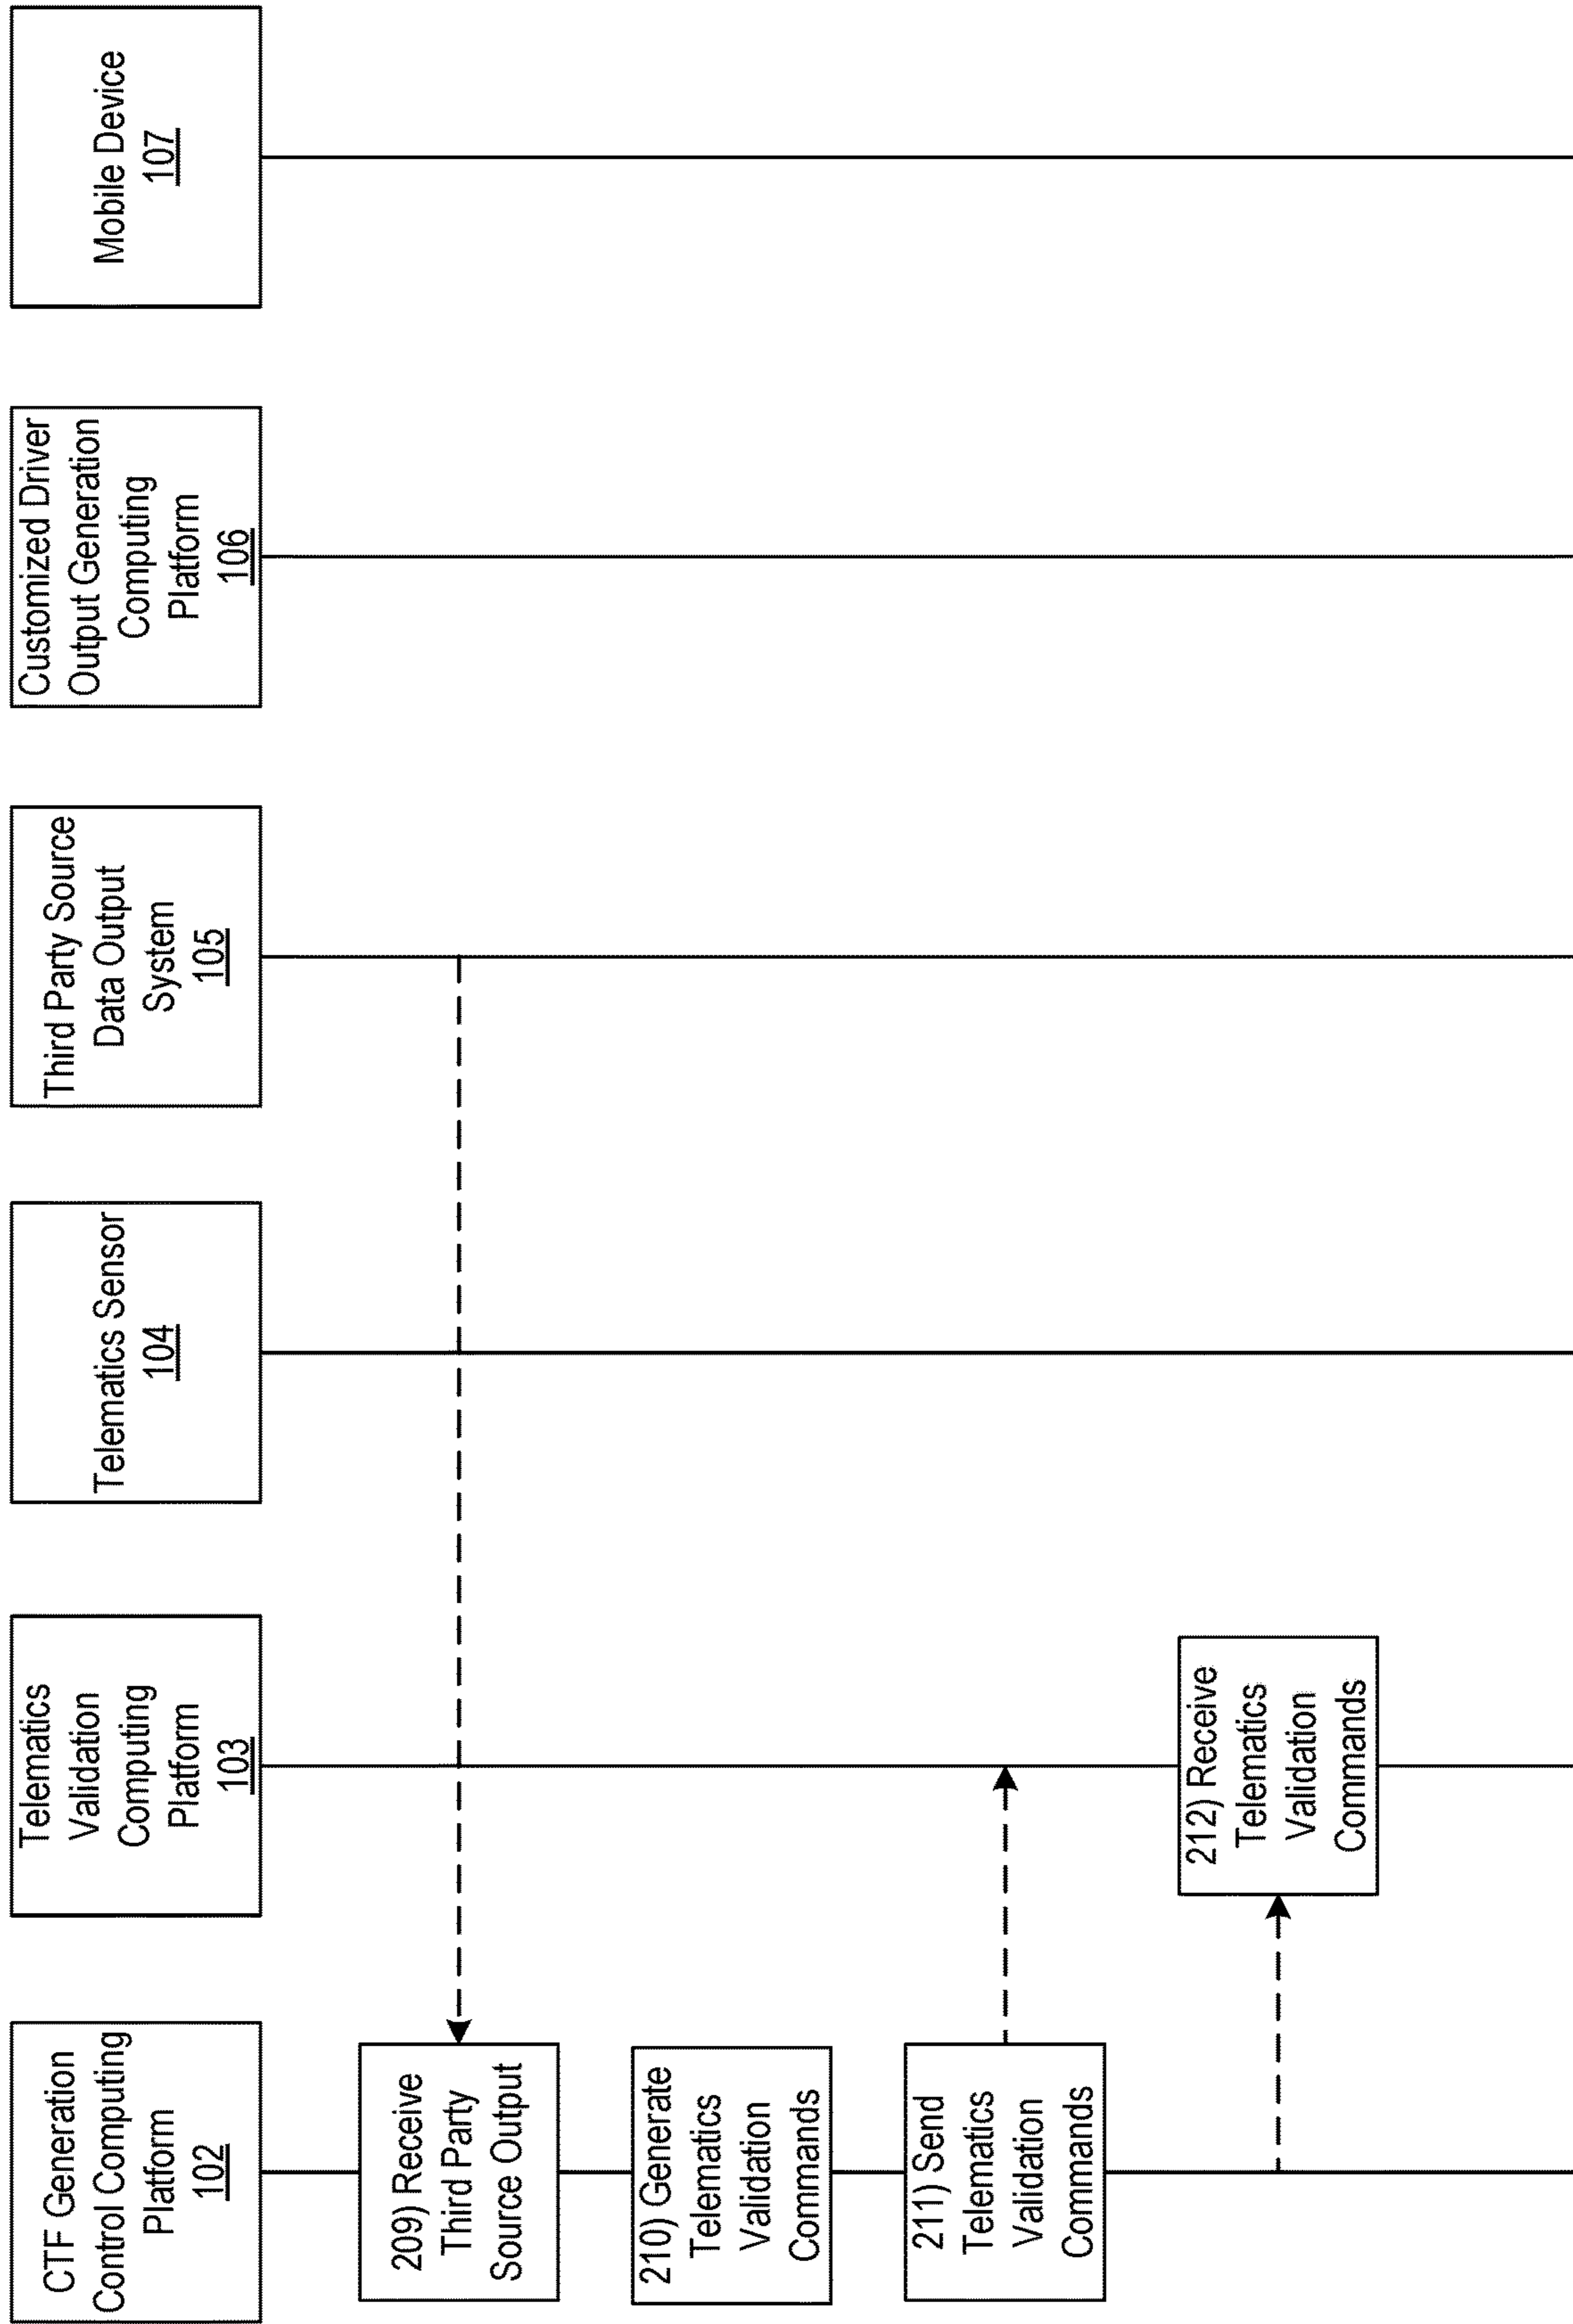 CTF Generation
Control Computing
Platform
102
Telematics
Validation
Computing
Platform
103
Telematics Sensor
104
Third Party Source
Data Output
System
105
Customized Driver
Output Generation
Computing
Platform
106
Mobile Device
107
209) Receive
Third Party
Source Output
210) Generate
Telematics
Validation
Commands
211) Send
Telematics
Validation
Commands
212) Receive
Telematics
Validation
Commands